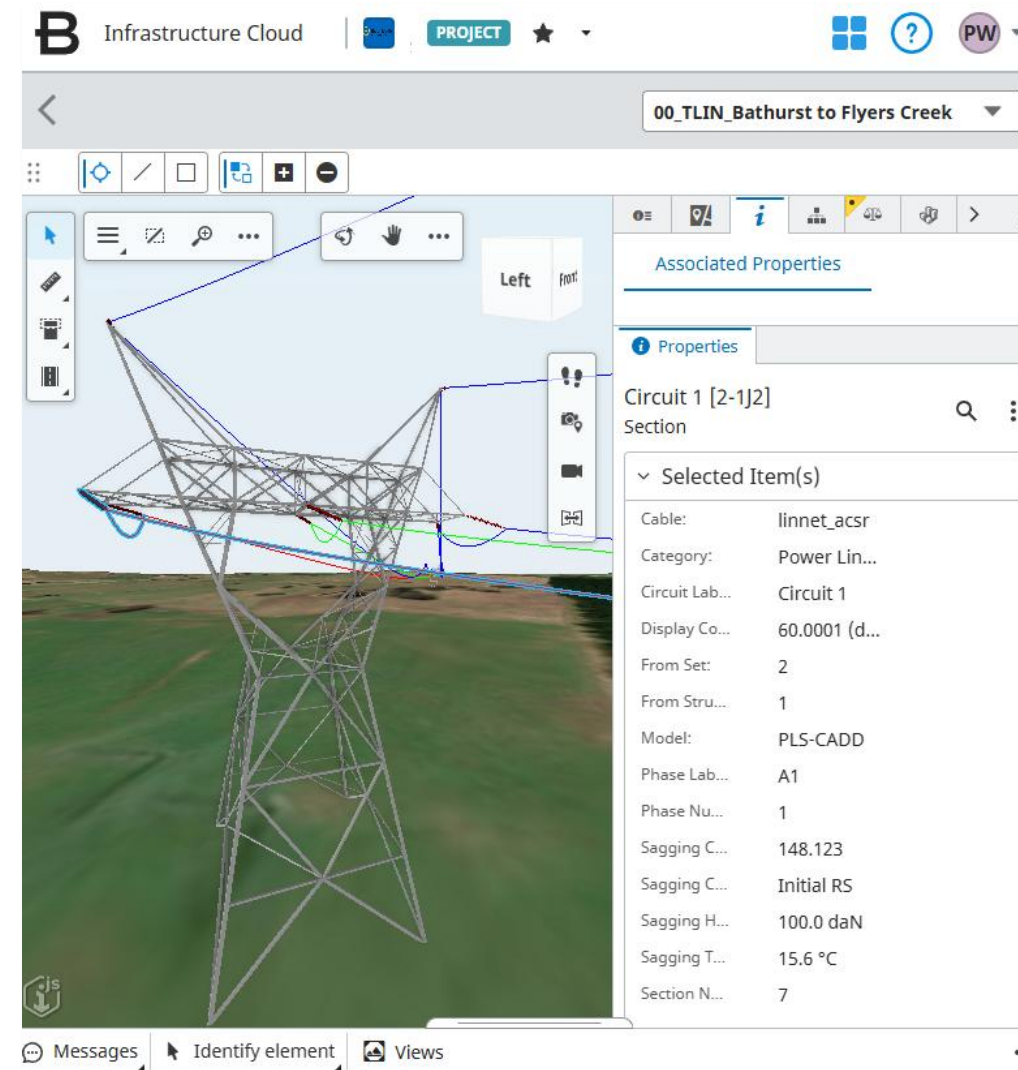 B Infrastructure Cloud PROJECT ? PW
00_TLIN_Bathurst to Flyers Creek
i
Left Front
Associated Properties
Properties
Circuit 1 [2-1J2]
Section
Selected Item(s)
Cable: linnet_acsr
Category: Power Lin...
Circuit Lab... Circuit 1
Display Co... 60.0001 (d...
From Set: 2
From Stru... 1
Model: PLS-CADD
Phase Lab... A1
Phase Nu... 1
Sagging C... 148.123
Sagging C... Initial RS
Sagging H... 100.0 daN
Sagging T... 15.6 °C
Section N... 7
js
Messages Identify element Views